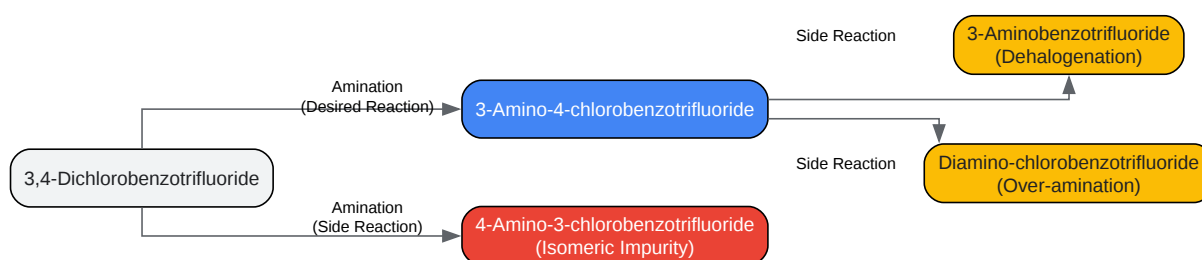 Side Reaction
3-Aminobenzotrifluoride
(Dehalogenation)
Amination
(Desired Reaction)
3-Amino-4-chlorobenzotrifluoride
3,4-Dichlorobenzotrifluoride
Side Reaction
Diamino-chlorobenzotrifluoride
(Over-amination)
Amination
(Side Reaction)
4-Amino-3-chlorobenzotrifluoride
(Isomeric Impurity)